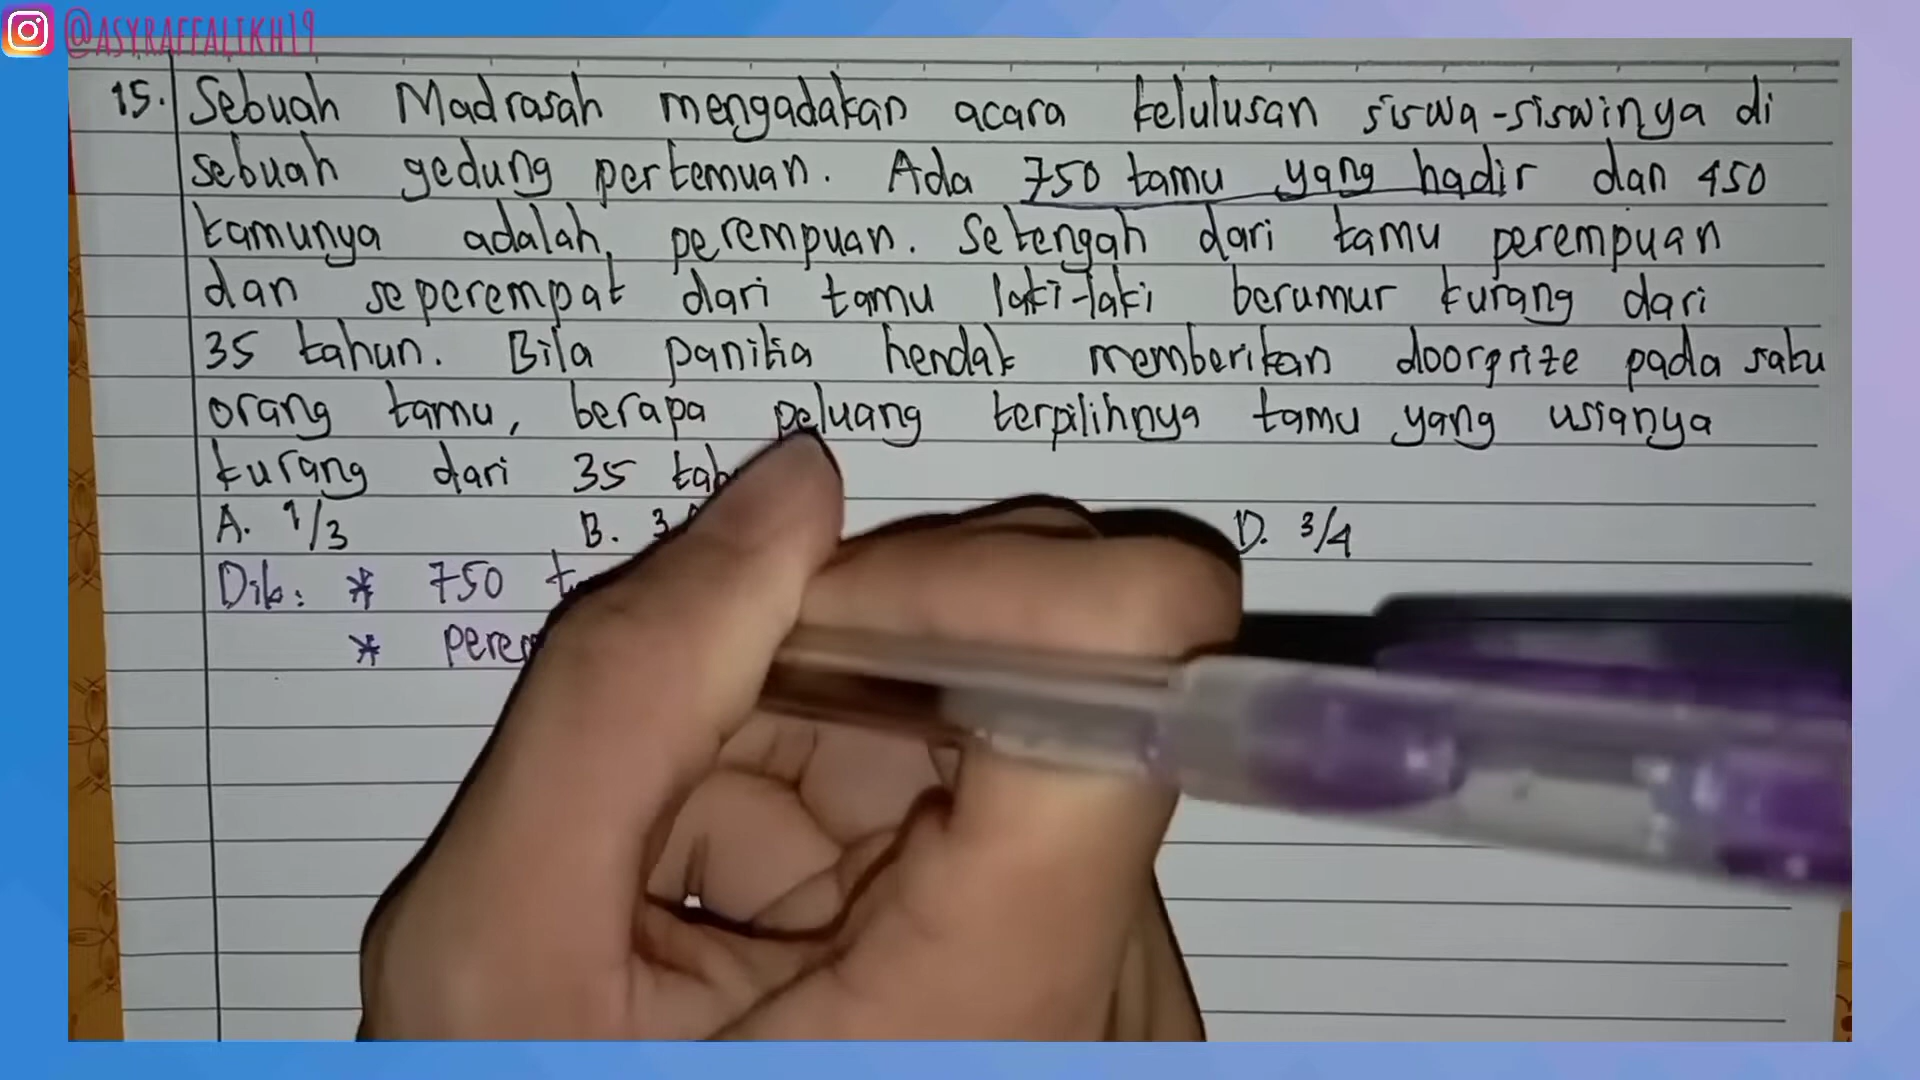 @ASYRAFFALIKH19
15. Sebuah Madrasah mengadakan acara kelulusan siswa-siswinya di
sebuah gedung pertemuan. Ada 750 tamu yang hadir dan 450
tamunya adalah perempuan. Setengah dari tamu perempuan
dan seperempat dari tamu laki-laki berumur kurang dari
35 tahun. Bila panitia hendak memberikan doorprize pada satu
orang tamu, berapa peluang terpilihnya tamu yang usianya
kurang dari 35
A. 1/3 B. D. 3/4
Dik: * 750
*